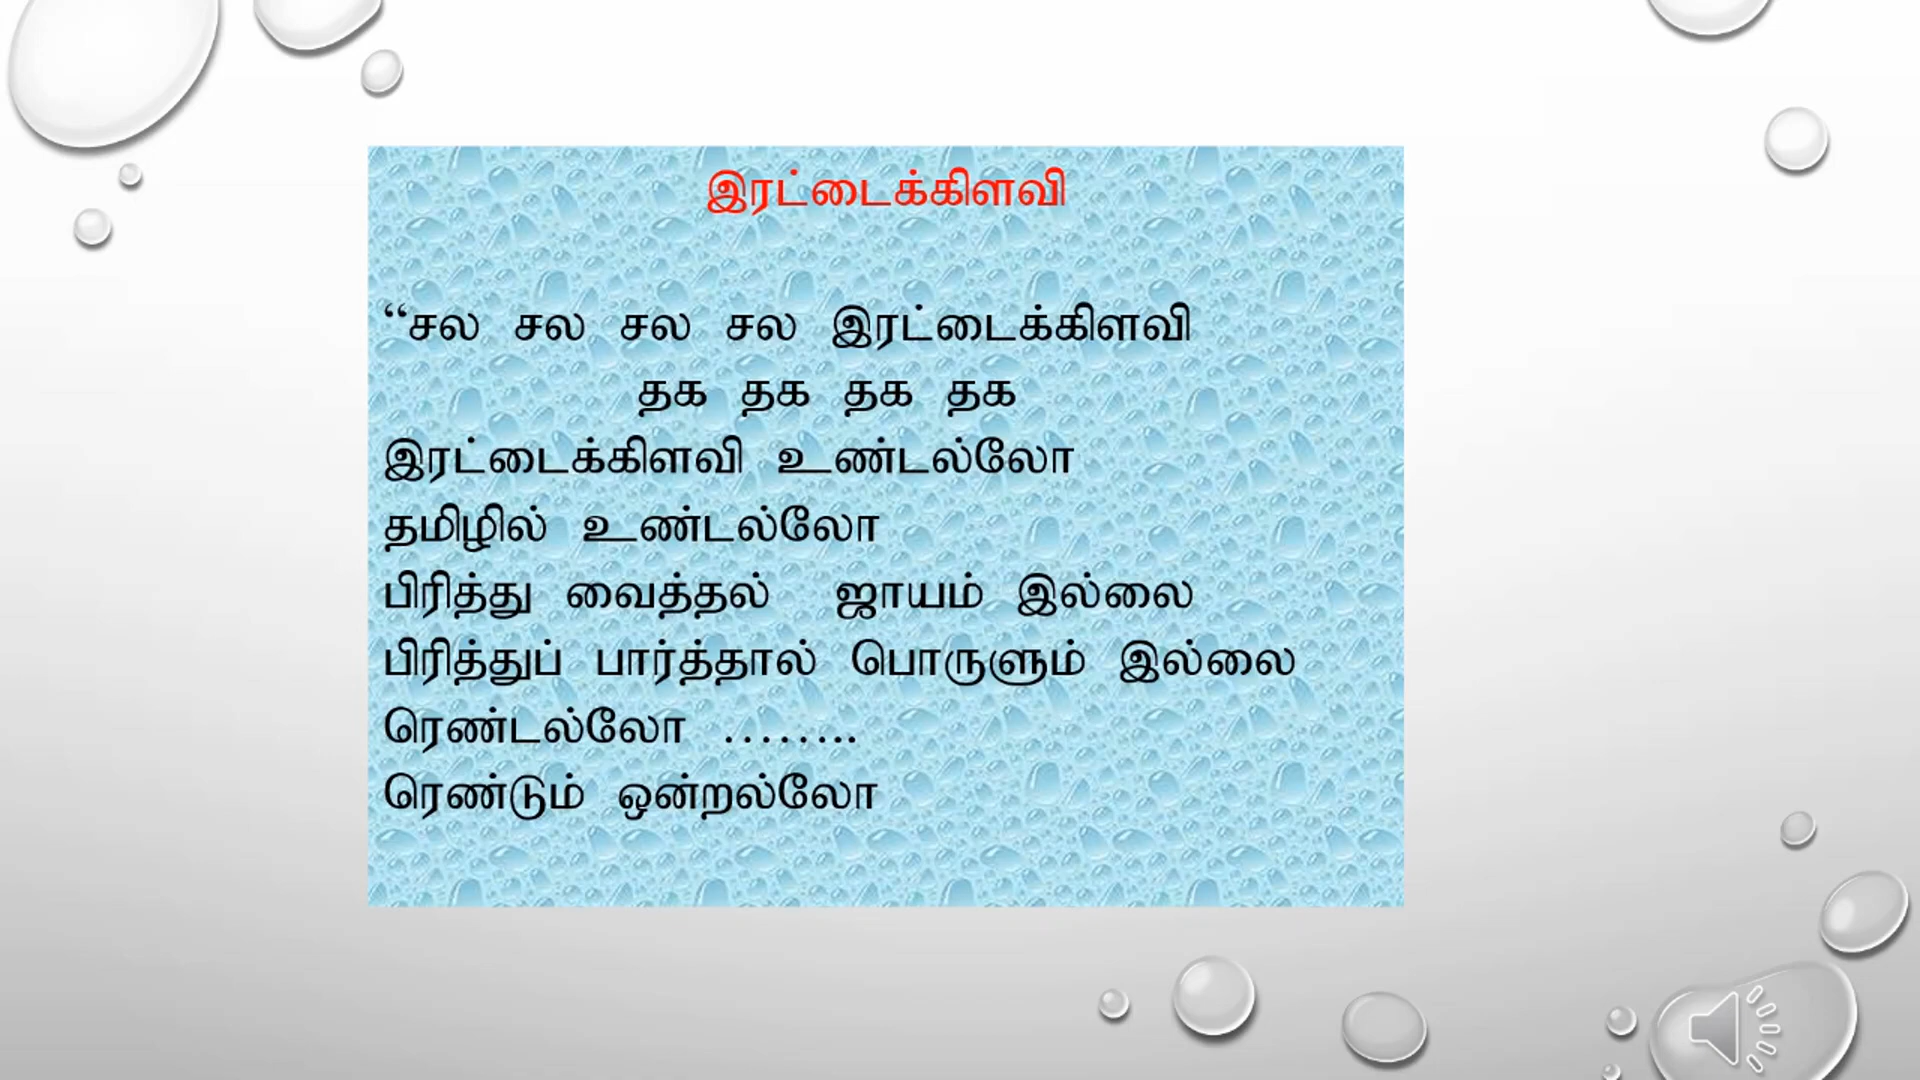 இரட்டைக்கிளவி
“சல சல சல சல இரட்டைக்கிளவி
தக தக தக தக
இரட்டைக்கிளவி உண்டல்லோ
தமிழில் உண்டல்லோ
பிரித்து வைத்தல் ஜாயம் இல்லை
பிரித்துப் பார்த்தால் பொருளும் இல்லை
ரெண்டல்லோ ……..
ரெண்டும் ஒன்றல்லோ